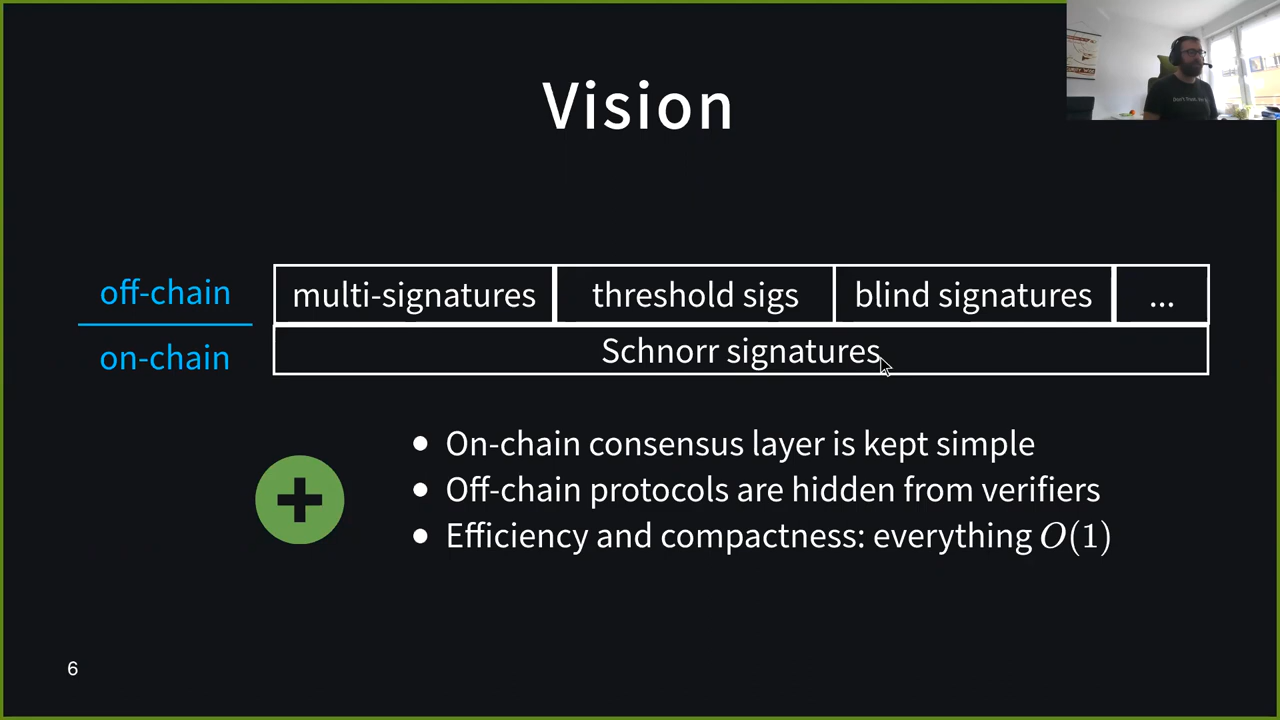 Vision
off-chain
multi-signatures
threshold sigs
blind signatures
...
on-chain
Schnorr signatures
On-chain consensus layer is kept simple
Off-chain protocols are hidden from verifiers
Efficiency and compactness: everything O(1)
6